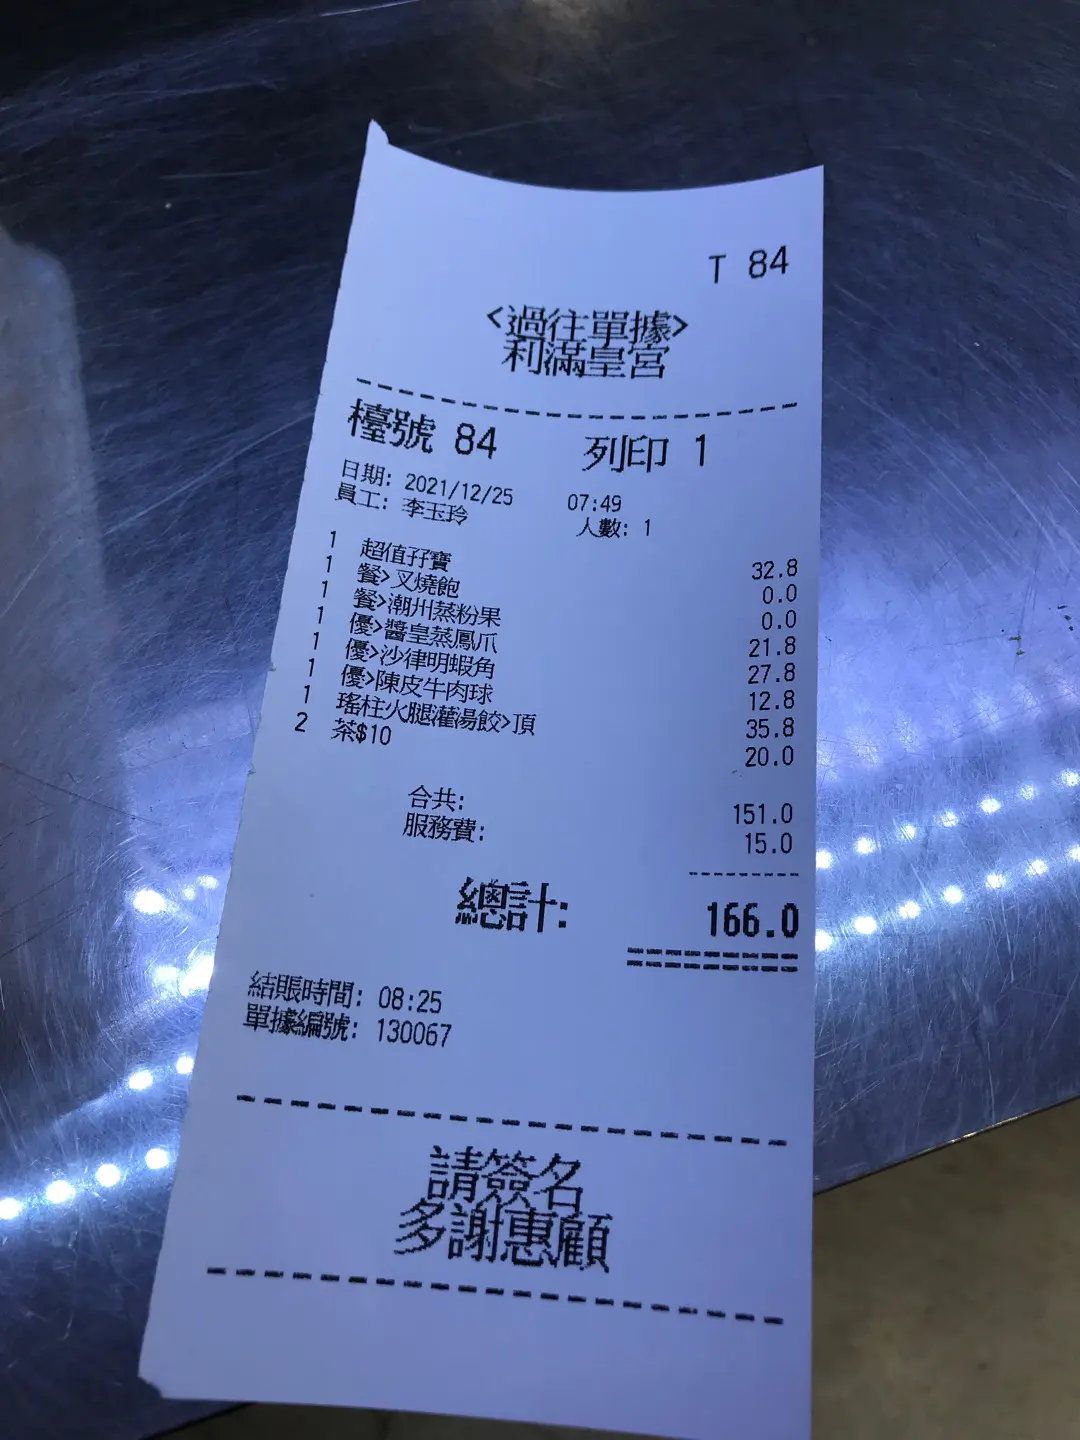 T 84
<過往單據>
利滿皇宮
檯號 84 列印 1
日期: 2021/12/25 07:49
員工: 李玉玲 人數: 1
1 超值孖寶 32.8
1 餐>叉燒飽 0.0
1 餐>潮州蒸粉果 0.0
1 優>醬皇蒸鳳爪 21.8
1 優>沙律明蝦角 27.8
1 優>陳皮牛肉球 12.8
1 瑤柱火腿灌湯餃>頂 35.8
2 茶$10 20.0
合共: 151.0
服務費: 15.0
總計: 166.0
結賬時間: 08:25
單據編號: 130067
請簽名
多謝惠顧